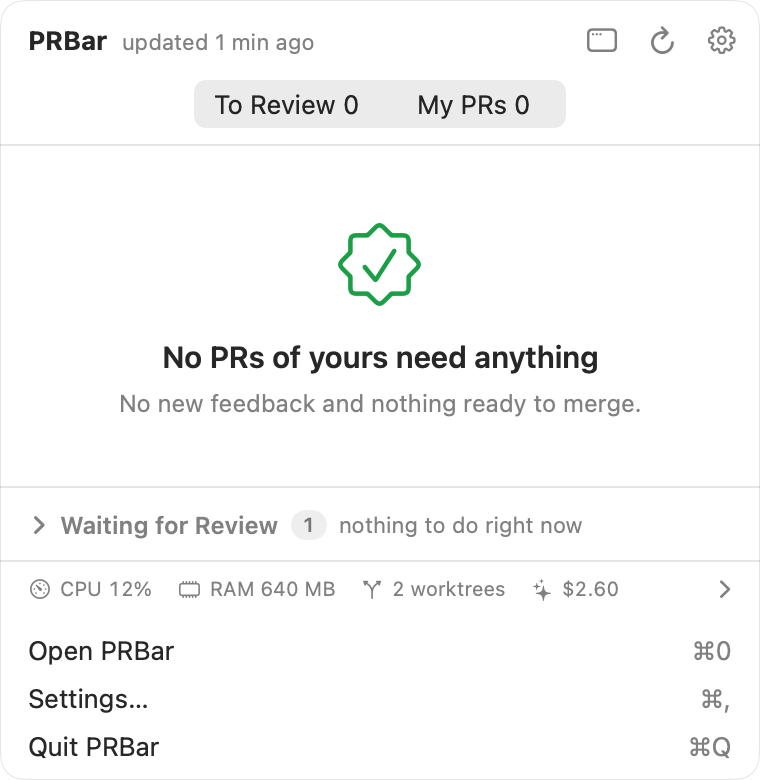 PRBar updated 1 min ago
To Review 0 My PRs 0
No PRs of yours need anything
No new feedback and nothing ready to merge.
Waiting for Review 1 nothing to do right now
CPU 12% RAM 640 MB 2 worktrees $2.60
Open PRBar ⌘0
Settings... ⌘,
Quit PRBar ⌘Q